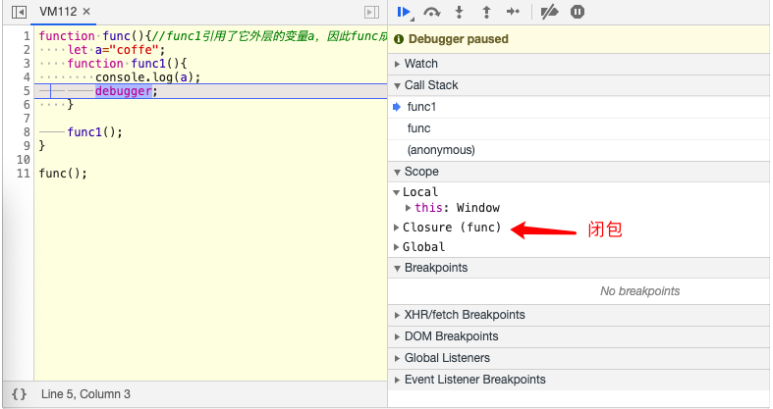 VM112 ×
1 function func(){//func1引用了它外层的变量a，因此func成
2 let a="coffe";
3 function func1(){
4 console.log(a);
5 debugger;
6 }
7
8 func1();
9 }
10
11 func();
{ } Line 5, Column 3
Debugger paused
Watch
Call Stack
func1
func
(anonymous)
Scope
Local
this: Window
Closure (func)
闭包
Global
Breakpoints
No breakpoints
XHR/fetch Breakpoints
DOM Breakpoints
Global Listeners
Event Listener Breakpoints